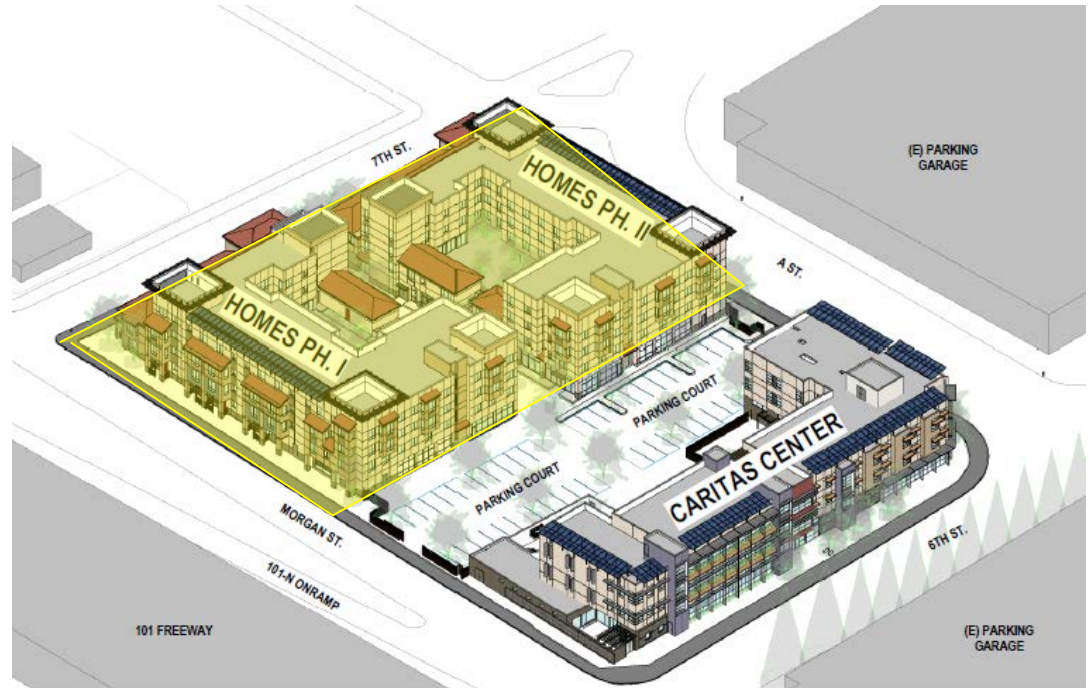 7TH ST.
(E) PARKING
GARAGE
HOMES PH. II
A ST.
HOMES PH. I
PARKING COURT
PARKING COURT
CARITAS CENTER
MORGAN ST.
6TH ST.
101-N ONRAMP
101 FREEWAY
(E) PARKING
GARAGE